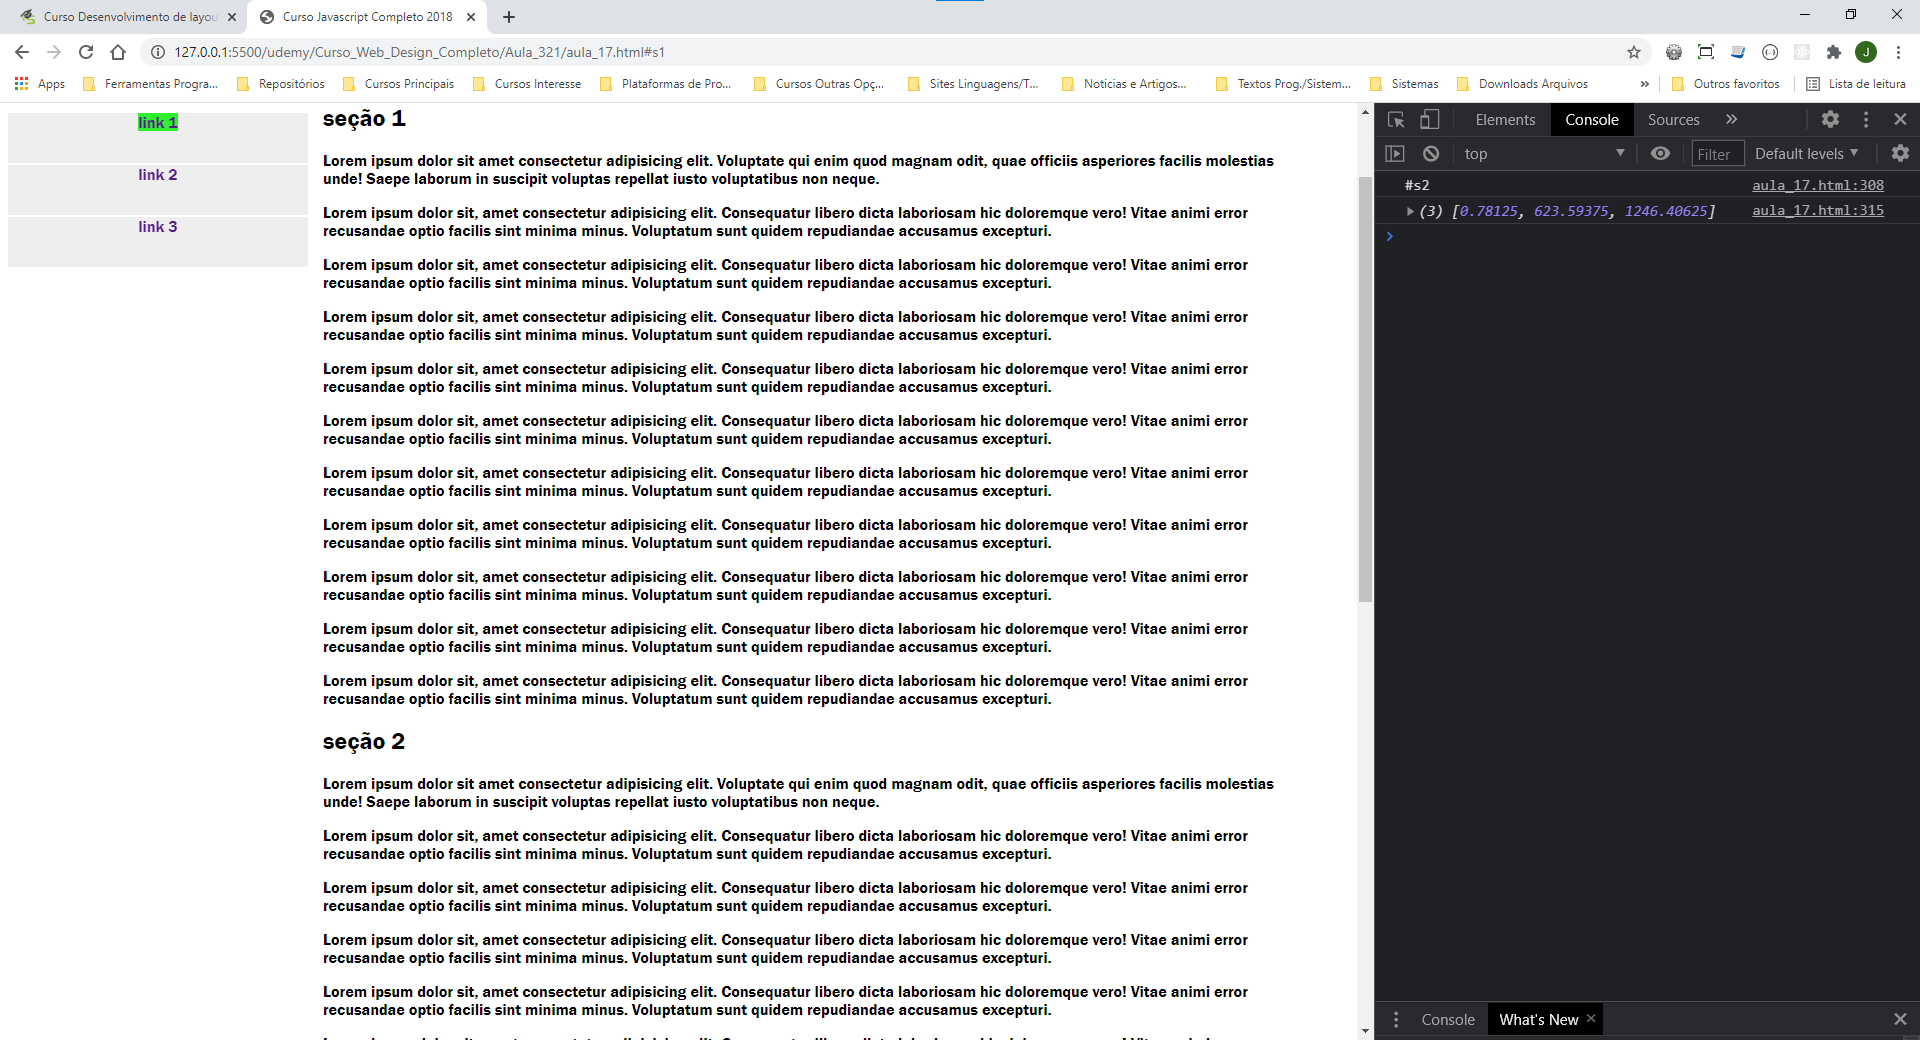 Curso Desenvolvimento de layou
Curso Javascript Completo 2018
127.0.0.1:5500/udemy/Curso_Web_Design_Completo/Aula_321/aula_17.html#s1
J
Apps
Ferramentas Progra...
Repositórios
Cursos Principais
Cursos Interesse
Plataformas de Pro...
Cursos Outras Opç...
Sites Linguagens/T...
Noticias e Artigos...
Textos Prog./Sistem...
Sistemas
Downloads Arquivos
»
Outros favoritos
Lista de leitura
link 1
link 2
link 3
seção 1
Lorem ipsum dolor sit amet consectetur adipisicing elit. Voluptate qui enim quod magnam odit, quae officiis asperiores facilis molestias
unde! Saepe laborum in suscipit voluptas repellat iusto voluptatibus non neque.
Lorem ipsum dolor sit, amet consectetur adipisicing elit. Consequatur libero dicta laboriosam hic doloremque vero! Vitae animi error
recusandae optio facilis sint minima minus. Voluptatum sunt quidem repudiandae accusamus excepturi.
Lorem ipsum dolor sit, amet consectetur adipisicing elit. Consequatur libero dicta laboriosam hic doloremque vero! Vitae animi error
recusandae optio facilis sint minima minus. Voluptatum sunt quidem repudiandae accusamus excepturi.
Lorem ipsum dolor sit, amet consectetur adipisicing elit. Consequatur libero dicta laboriosam hic doloremque vero! Vitae animi error
recusandae optio facilis sint minima minus. Voluptatum sunt quidem repudiandae accusamus excepturi.
Lorem ipsum dolor sit, amet consectetur adipisicing elit. Consequatur libero dicta laboriosam hic doloremque vero! Vitae animi error
recusandae optio facilis sint minima minus. Voluptatum sunt quidem repudiandae accusamus excepturi.
Lorem ipsum dolor sit, amet consectetur adipisicing elit. Consequatur libero dicta laboriosam hic doloremque vero! Vitae animi error
recusandae optio facilis sint minima minus. Voluptatum sunt quidem repudiandae accusamus excepturi.
Lorem ipsum dolor sit, amet consectetur adipisicing elit. Consequatur libero dicta laboriosam hic doloremque vero! Vitae animi error
recusandae optio facilis sint minima minus. Voluptatum sunt quidem repudiandae accusamus excepturi.
Lorem ipsum dolor sit, amet consectetur adipisicing elit. Consequatur libero dicta laboriosam hic doloremque vero! Vitae animi error
recusandae optio facilis sint minima minus. Voluptatum sunt quidem repudiandae accusamus excepturi.
Lorem ipsum dolor sit, amet consectetur adipisicing elit. Consequatur libero dicta laboriosam hic doloremque vero! Vitae animi error
recusandae optio facilis sint minima minus. Voluptatum sunt quidem repudiandae accusamus excepturi.
Lorem ipsum dolor sit, amet consectetur adipisicing elit. Consequatur libero dicta laboriosam hic doloremque vero! Vitae animi error
recusandae optio facilis sint minima minus. Voluptatum sunt quidem repudiandae accusamus excepturi.
Lorem ipsum dolor sit, amet consectetur adipisicing elit. Consequatur libero dicta laboriosam hic doloremque vero! Vitae animi error
recusandae optio facilis sint minima minus. Voluptatum sunt quidem repudiandae accusamus excepturi.
seção 2
Lorem ipsum dolor sit amet consectetur adipisicing elit. Voluptate qui enim quod magnam odit, quae officiis asperiores facilis molestias
unde! Saepe laborum in suscipit voluptas repellat iusto voluptatibus non neque.
Lorem ipsum dolor sit, amet consectetur adipisicing elit. Consequatur libero dicta laboriosam hic doloremque vero! Vitae animi error
recusandae optio facilis sint minima minus. Voluptatum sunt quidem repudiandae accusamus excepturi.
Lorem ipsum dolor sit, amet consectetur adipisicing elit. Consequatur libero dicta laboriosam hic doloremque vero! Vitae animi error
recusandae optio facilis sint minima minus. Voluptatum sunt quidem repudiandae accusamus excepturi.
Lorem ipsum dolor sit, amet consectetur adipisicing elit. Consequatur libero dicta laboriosam hic doloremque vero! Vitae animi error
recusandae optio facilis sint minima minus. Voluptatum sunt quidem repudiandae accusamus excepturi.
Lorem ipsum dolor sit, amet consectetur adipisicing elit. Consequatur libero dicta laboriosam hic doloremque vero! Vitae animi error
recusandae optio facilis sint minima minus. Voluptatum sunt quidem repudiandae accusamus excepturi.
Elements
Console
Sources
»
top
Filter
Default levels
#s2 aula_17.html:308
(3) [0.78125, 623.59375, 1246.40625] aula_17.html:315
Console
What's New